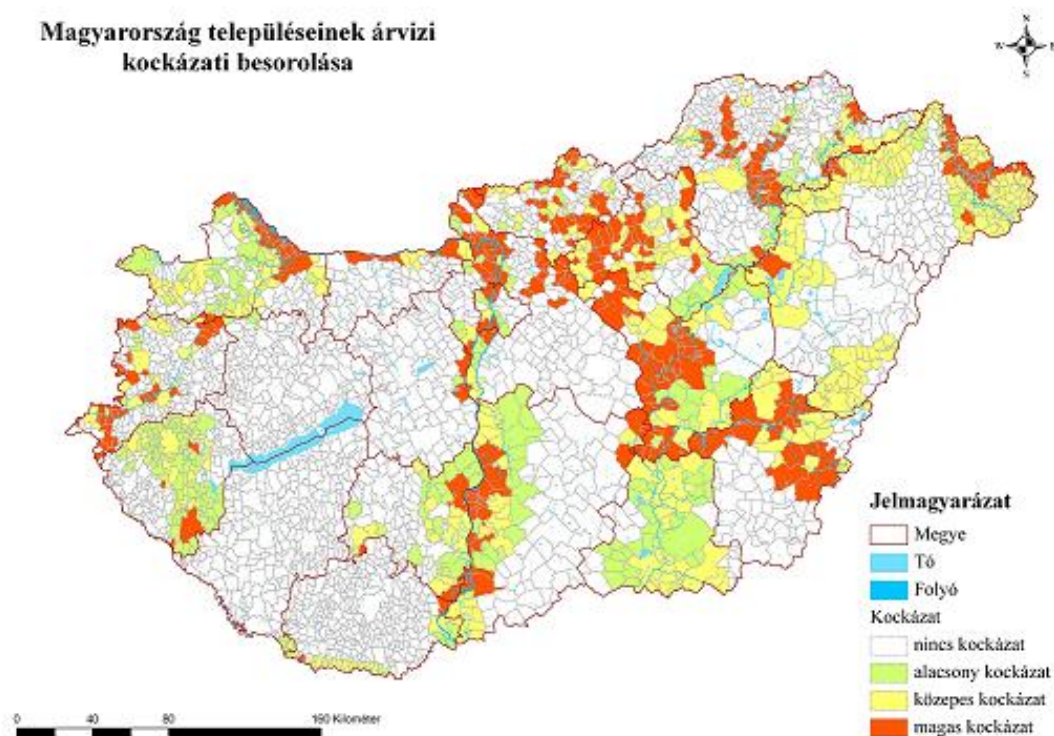 Magyarország településeinek árvizi
kockázati besorolása
N
W E
S
Jelmagyarázat
Megye
Tó
Folyó
Kockázat
nincs kockázat
alacsony kockázat
közepes kockázat
magas kockázat
0 40 80 160 Kilométer